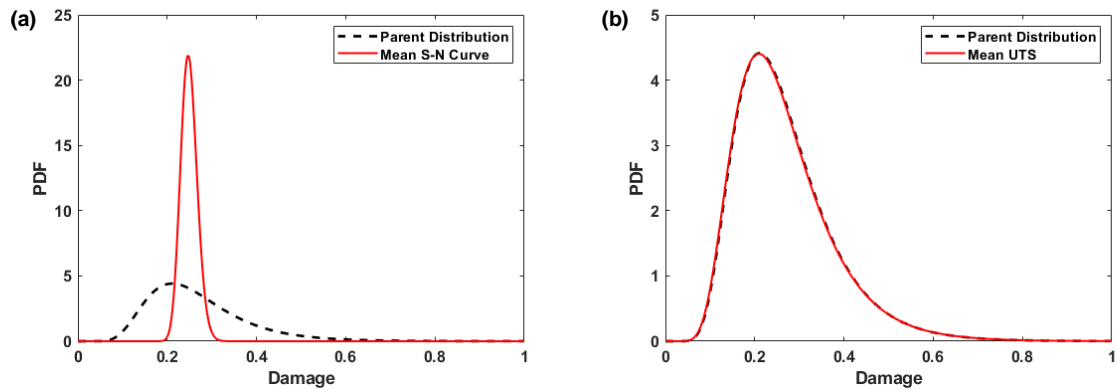 (a)
25
20
15
10
5
0
PDF
0 0.2 0.4 0.6 0.8 1
Damage
Parent Distribution
Mean S-N Curve
(b)
5
4
3
2
1
0
PDF
0 0.2 0.4 0.6 0.8 1
Damage
Parent Distribution
Mean UTS